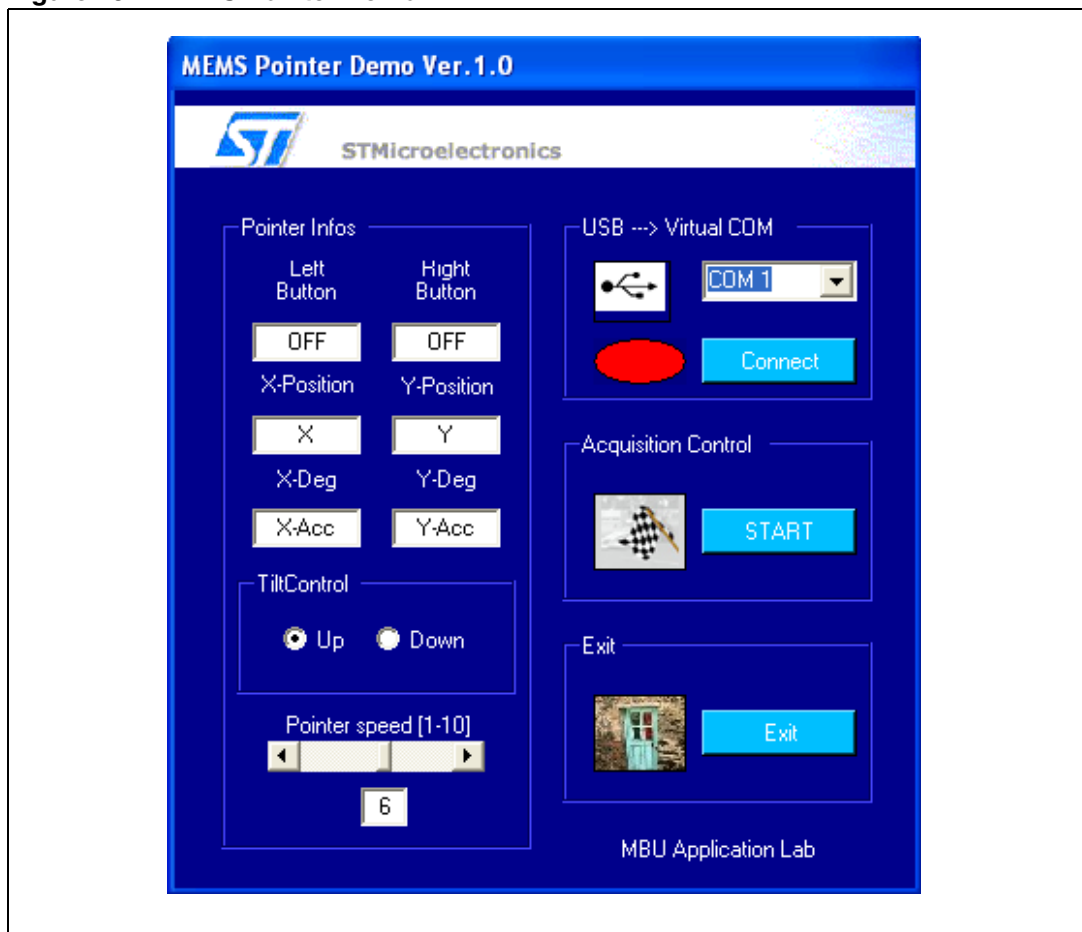 MEMS Pointer Demo Ver.1.0
ST
STMicroelectronics
Pointer Infos
Left Button
Hight Button
OFF
OFF
X-Position
Y-Position
X
Y
X-Deg
Y-Deg
X-Acc
Y-Acc
TiltControl
Up
Down
Pointer speed [1-10]
6
USB ---> Virtual COM
COM 1
Connect
Acquisition Control
START
Exit
Exit
MBU Application Lab